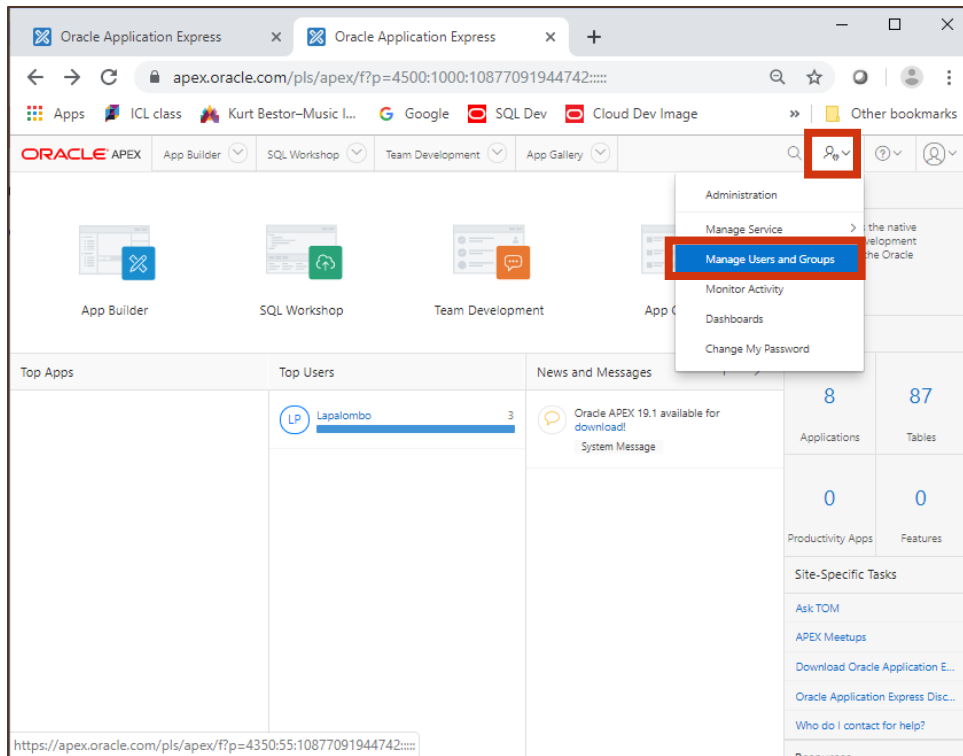 Oracle Application Express
Oracle Application Express
apex.oracle.com/pls/apex/f?p=4500:1000:10877091944742:::::
Apps ICL class Kurt Bestor–Music I... Google SQL Dev Cloud Dev Image » Other bookmarks
ORACLE APEX App Builder SQL Workshop Team Development App Gallery
Administration
Manage Service
Manage Users and Groups
Monitor Activity
Dashboards
Change My Password
the native
the Oracle
App Builder SQL Workshop Team Development App
Top Apps Top Users News and Messages
LP Lapalombo 3
Oracle APEX 19.1 available for
download!
System Message
8 87
Applications Tables
0 0
Productivity Apps Features
Site-Specific Tasks
Ask TOM
APEX Meetups
Download Oracle Application E...
Oracle Application Express Disc...
Who do I contact for help?
https://apex.oracle.com/pls/apex/f?p=4350:55:10877091944742:::::